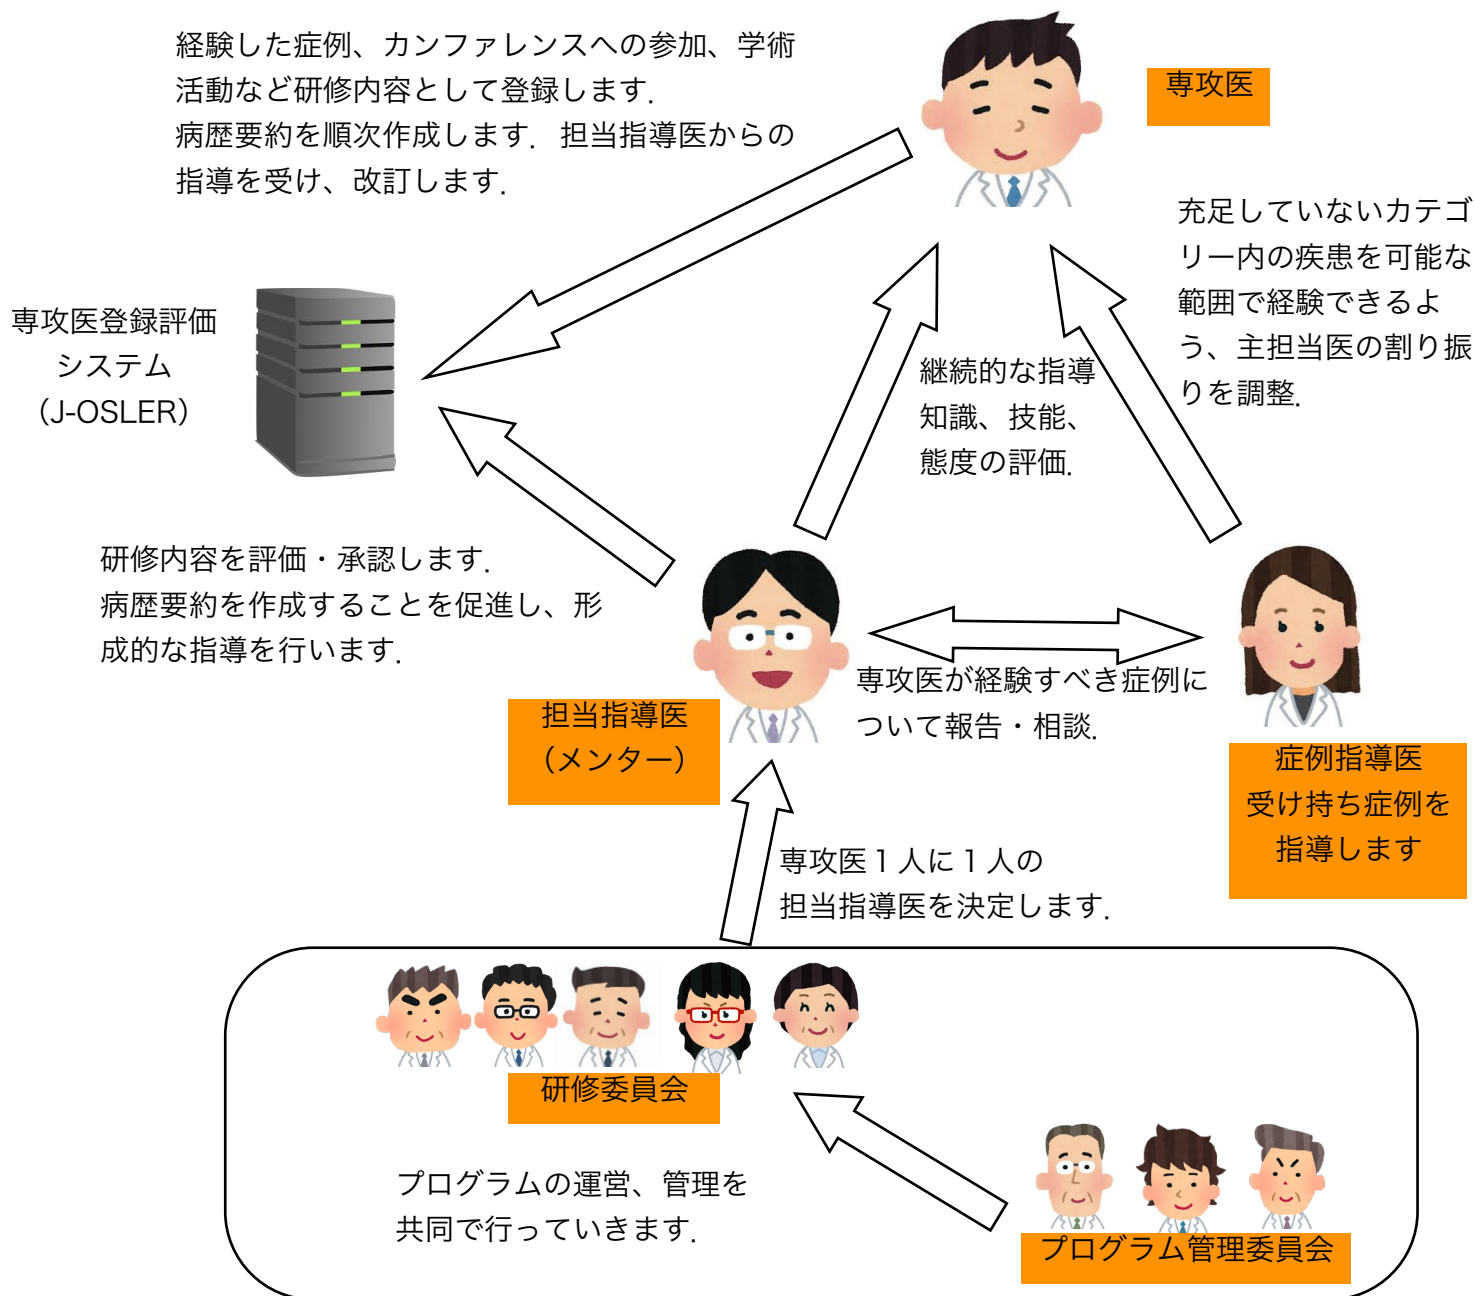 経験した症例、カンファレンスへの参加、学術
活動など研修内容として登録します.
病歴要約を順次作成します. 担当指導医からの
指導を受け、改訂します.
専攻医
充足していないカテゴ
リー内の疾患を可能な
範囲で経験できるよ
う、主担当医の割り振
りを調整.
専攻医登録評価
システム
（J-OSLER）
継続的な指導
知識、技能、
態度の評価.
研修内容を評価・承認します.
病歴要約を作成することを促進し、形
成的な指導を行います.
担当指導医
（メンター）
専攻医が経験すべき症例に
ついて報告・相談.
症例指導医
受け持ち症例を
指導します
専攻医１人に１人の
担当指導医を決定します.
研修委員会
プログラムの運営、管理を
共同で行っていきます.
プログラム管理委員会